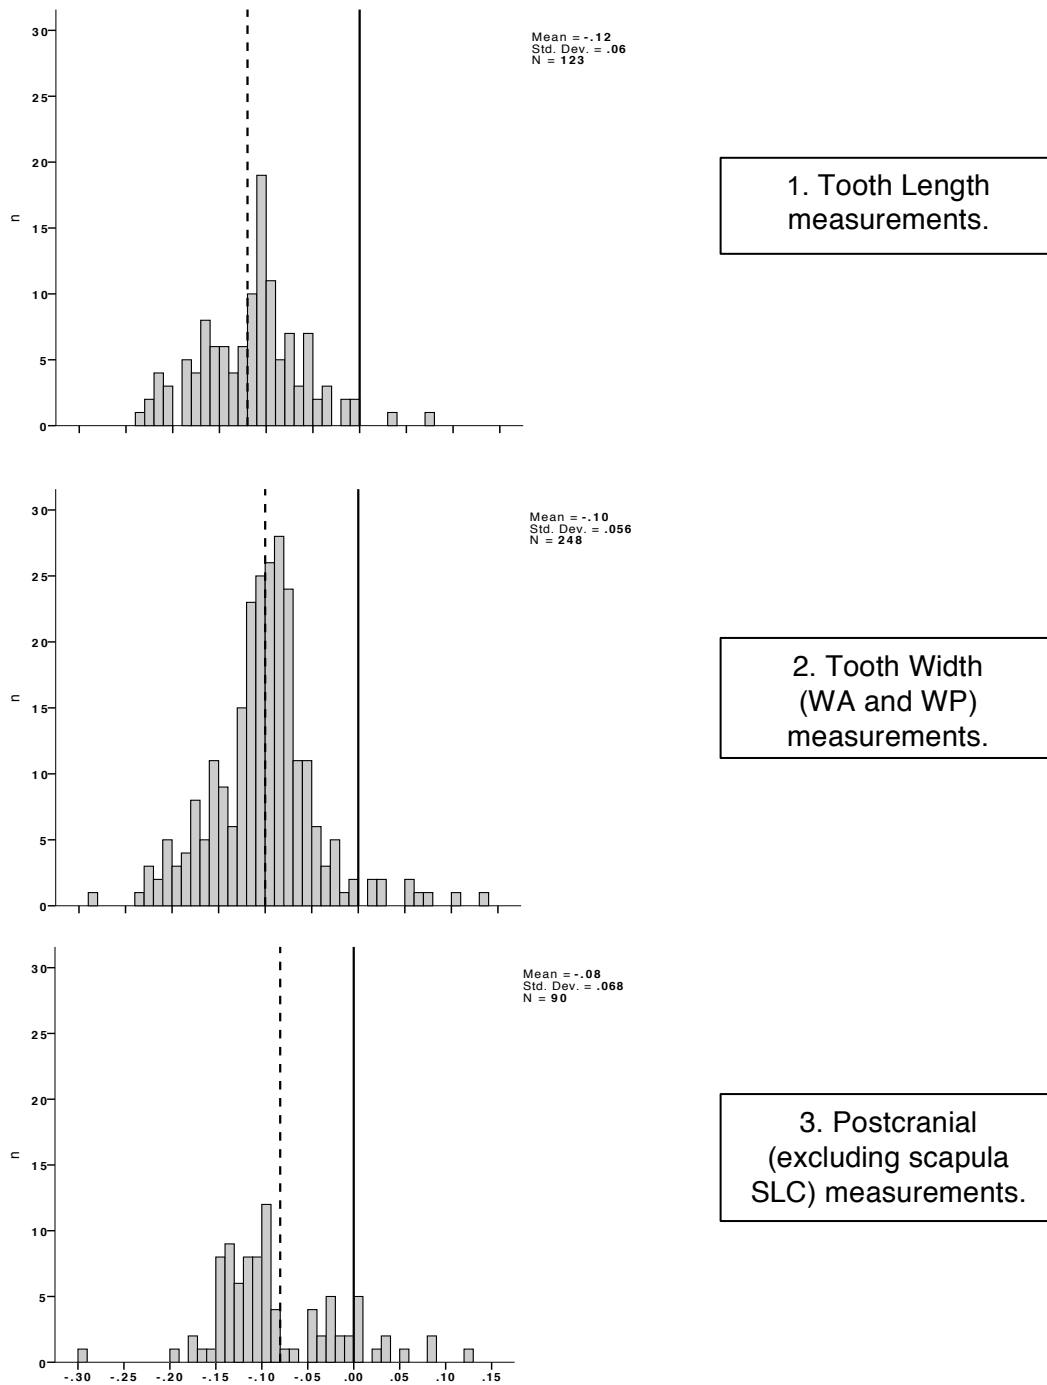 30
25
20
15
10
5
0
n
Mean = -.12
Std. Dev. = .06
N = 123
1. Tooth Length
measurements.
30
25
20
15
10
5
0
n
Mean = -.10
Std. Dev. = .056
N = 248
2. Tooth Width
(WA and WP)
measurements.
30
25
20
15
10
5
0
n
Mean = -.08
Std. Dev. = .068
N = 90
3. Postcranial
(excluding scapula
SLC) measurements.
-.30 -.25 -.20 -.15 -.10 -.05 .00 .05 .10 .15